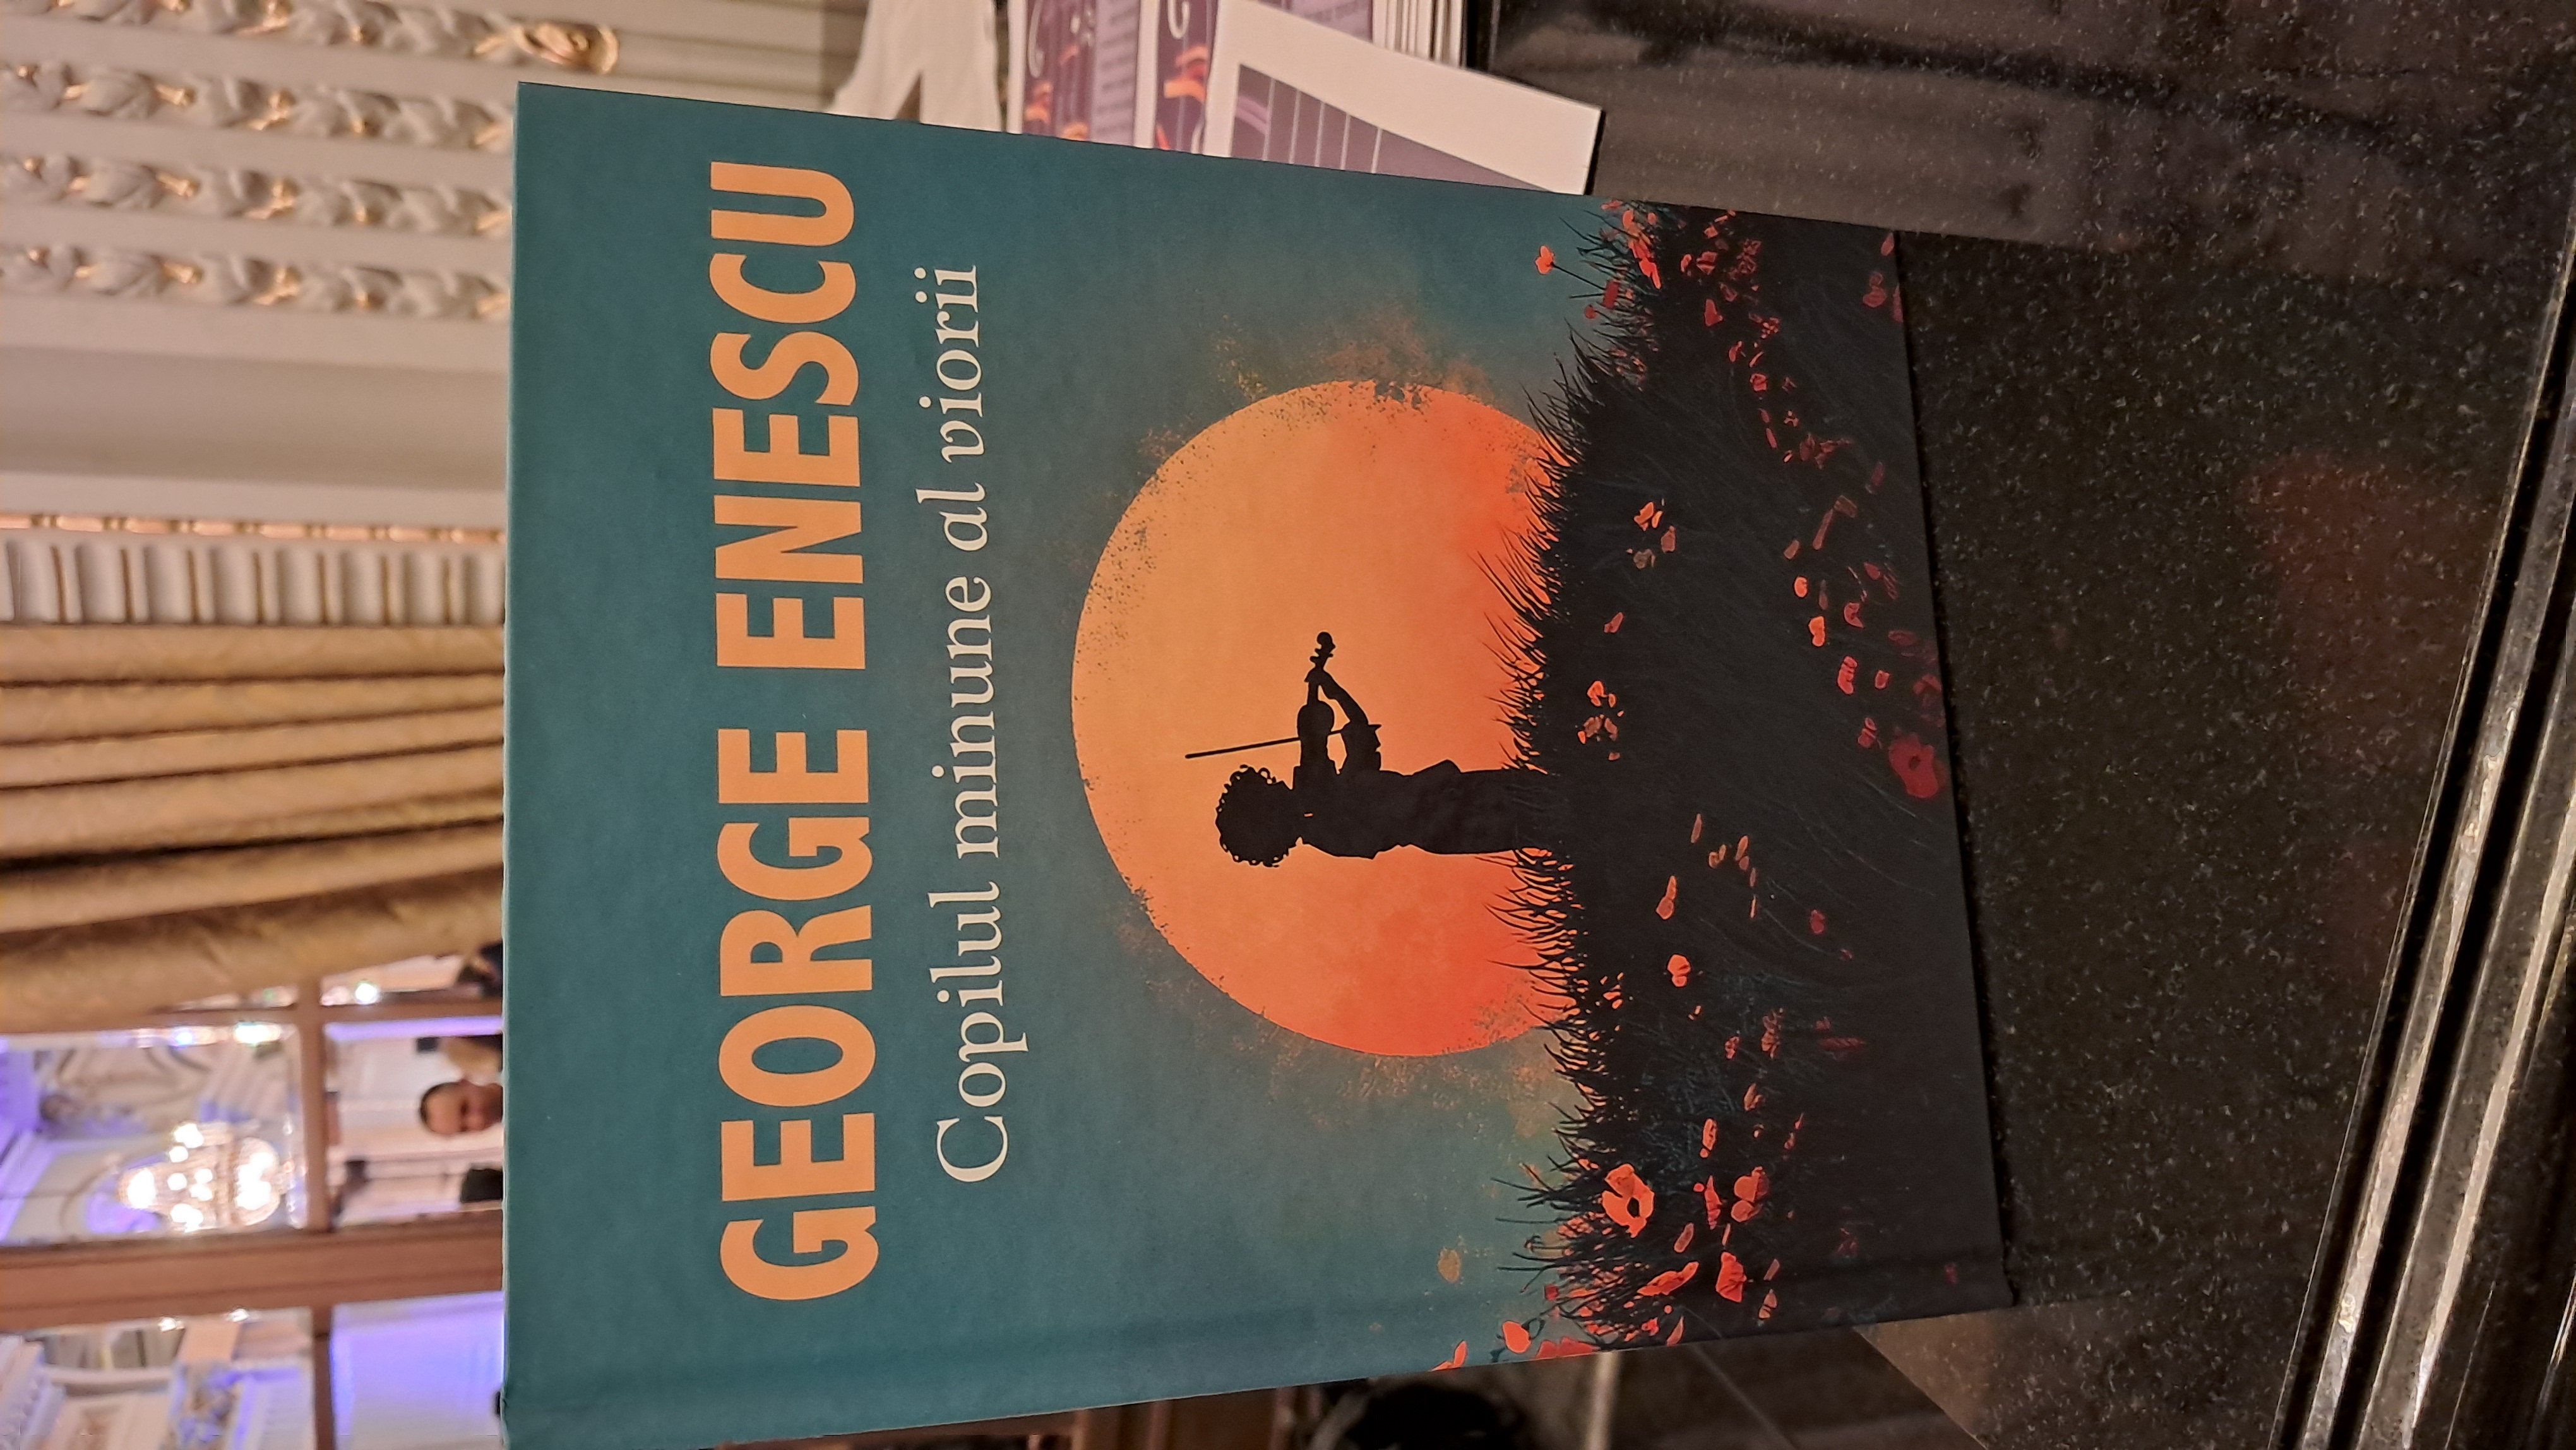 GEORGE ENESCU
Copilul minune al viorii